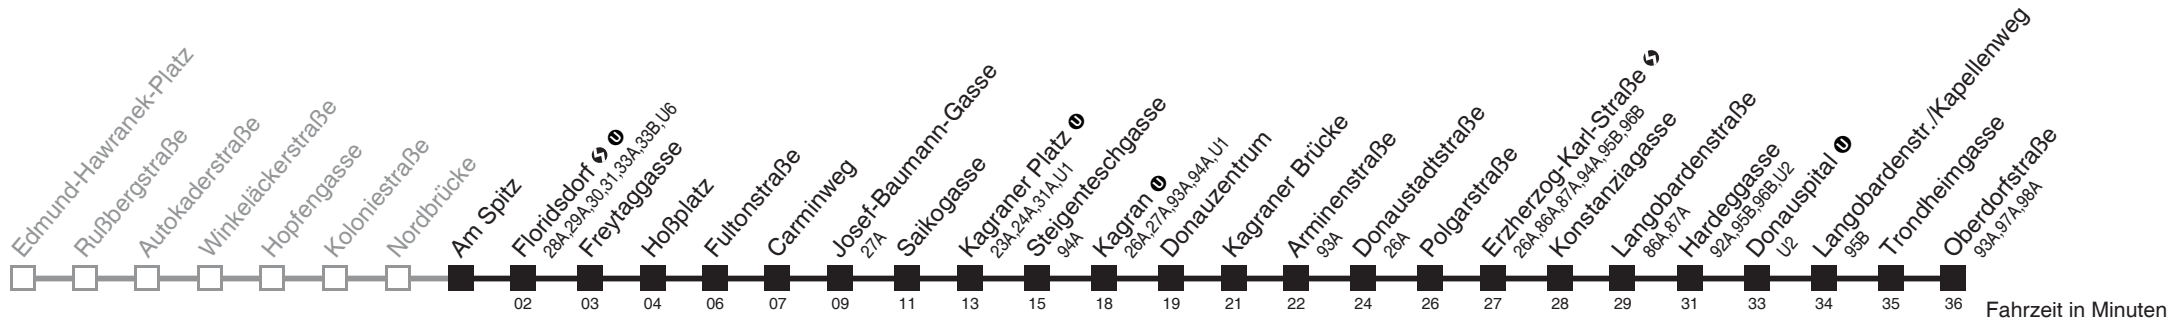 Edmund-Hawranek-Platz
Rußbergstraße
Autokaderstraße
Winkeläckerstraße
Hopfengasse
Koloniestraße
Nordbrücke
Am Spitz
Floridsdorf S U
28A,29A,30,31,33A,33B,U6
Freytaggasse
Hoßplatz
Fultonstraße
Carminweg
Josef-Baumann-Gasse
27A
Saikogasse
Kagraner Platz U
23A,24A,31A,U1
Steigenteschgasse
94A
Kagran U
26A,27A,93A,94A,U1
Donauzentrum
Kagraner Brücke
Arminenstraße
93A
Donaustadtstraße
26A
Polgarstraße
Erzherzog-Karl-Straße S
26A,86A,87A,94A,95B,96B
Konstanziagasse
Langobardenstraße
86A,87A
Hardeggasse
92A,95B,96B,U2
Donauspital U
U2
Langobardenstr./Kapellenweg
95B
Trondheimgasse
Oberdorfstraße
93A,97A,98A
02 03 04 06 07 09 11 13 15 18 19 21 22 24 26 27 28 29 31 33 34 35 36 Fahrzeit in Minuten